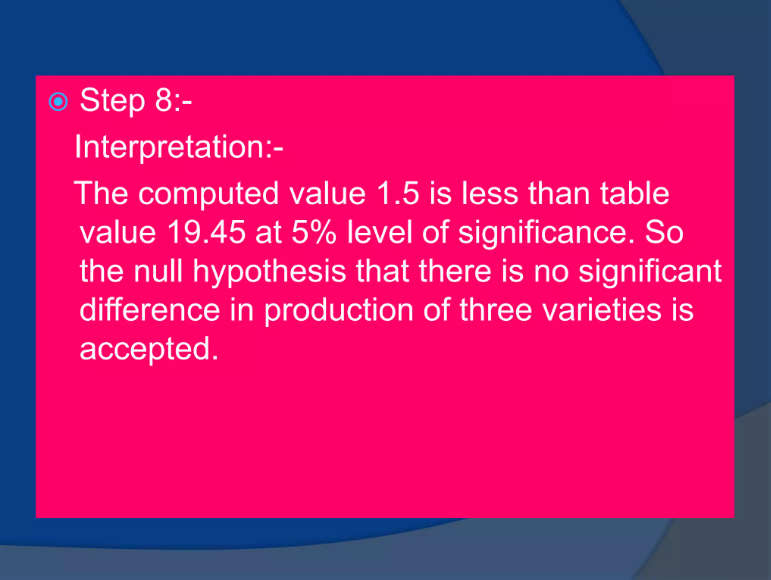 Step 8:-
Interpretation:-
The computed value 1.5 is less than table
value 19.45 at 5% level of significance. So
the null hypothesis that there is no significant
difference in production of three varieties is
accepted.